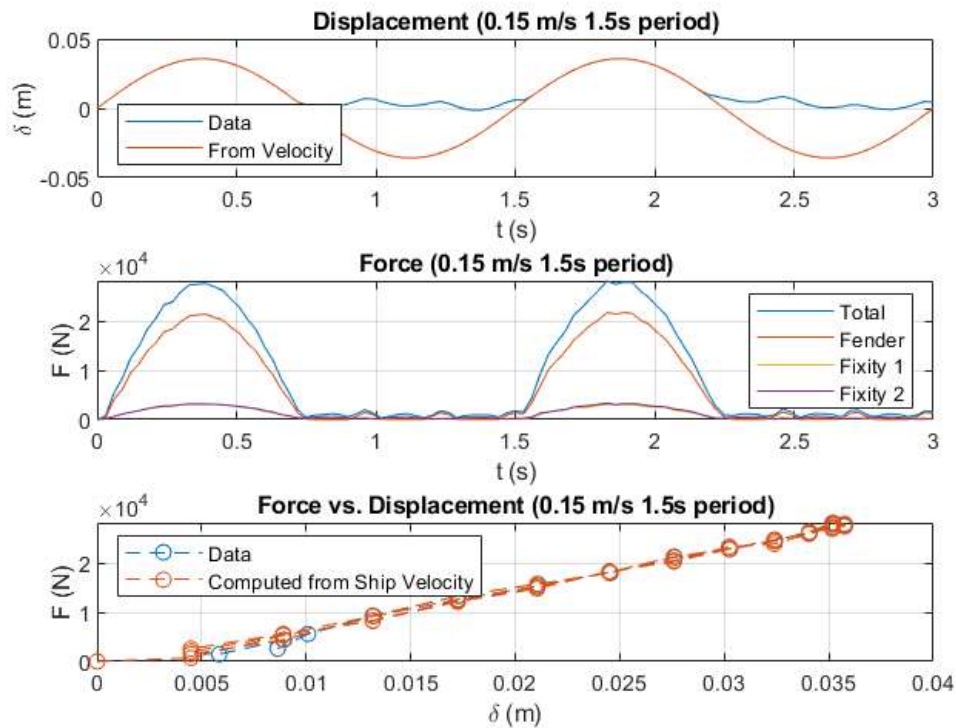 Displacement (0.15 m/s 1.5s period)
0.05
0
-0.05
δ (m)
Data
From Velocity
0 0.5 1 1.5 2 2.5 3
t (s)
×10⁴
Force (0.15 m/s 1.5s period)
2
1
0
F (N)
Total
Fender
Fixity 1
Fixity 2
0 0.5 1 1.5 2 2.5 3
t (s)
×10⁴
Force vs. Displacement (0.15 m/s 1.5s period)
2
1
0
F (N)
Data
Computed from Ship Velocity
0 0.005 0.01 0.015 0.02 0.025 0.03 0.035 0.04
δ (m)